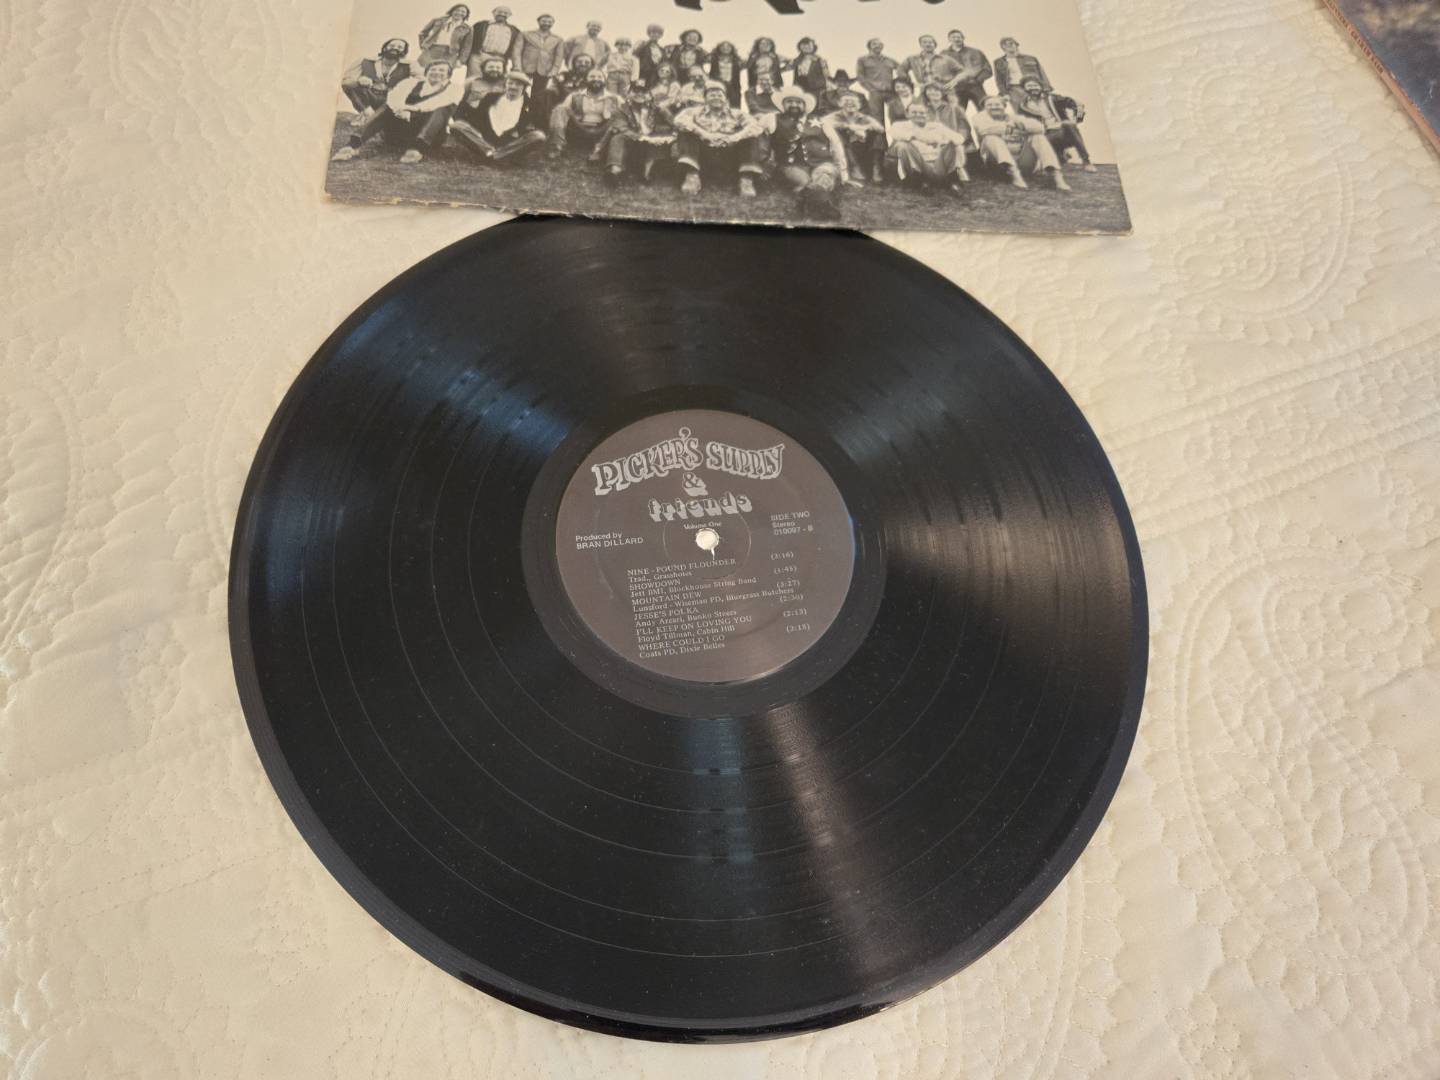 PICKER'S SUPPLY
&
friends
Volume One
Produced by
BRAN DILLARD
SIDE TWO
Stereo
010097 - B
NINE - POUND FLOUNDER (3:16)
Trad., Grassholes
SHOWDOWN (1:45)
Jett BMI, Blockhouse String Band
MOUNTAIN DEW (3:27)
Lunsford - Wiseman PD, Bluegrass Butchers
JESSE'S POLKA (2:36)
Andy Arcari, Bunko Steers
I'LL KEEP ON LOVING YOU (2:13)
Floyd Tillman, Cabin Hill
WHERE COULD I GO (3:18)
Coats PD, Dixie Belles